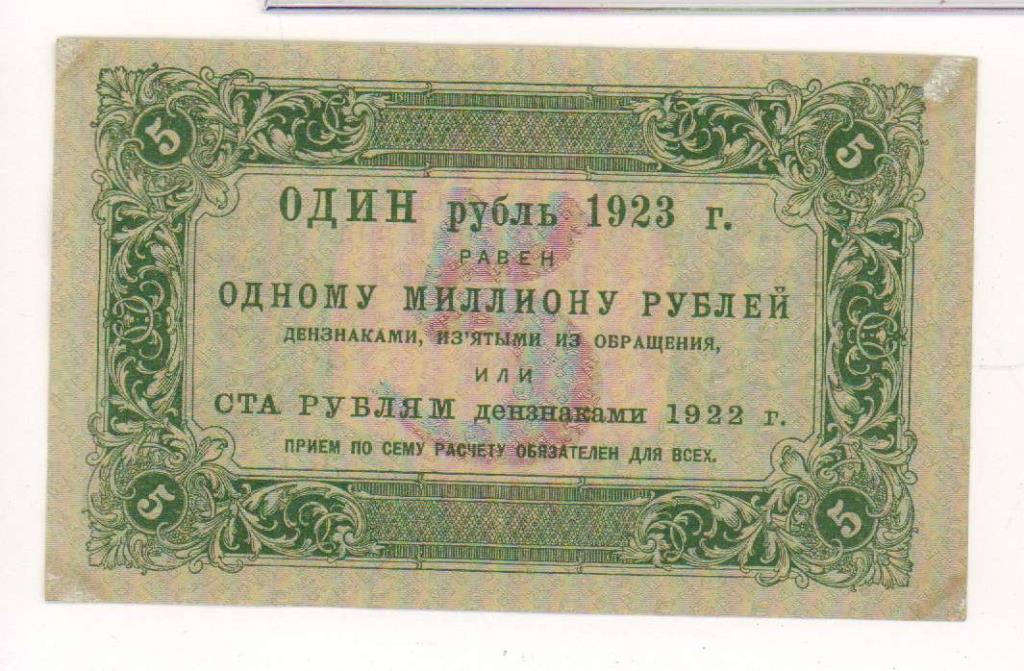 5 5
ОДИН рубль 1923 г.
РАВЕН
ОДНОМУ МИЛЛИОНУ РУБЛЕЙ
ДЕНЗНАКАМИ, ИЗ'ЯТЫМИ ИЗ ОБРАЩЕНИЯ,
ИЛИ
СТА РУБЛЯМ дензнаками 1922 г.
ПРИЕМ ПО СЕМУ РАСЧЕТУ ОБЯЗАТЕЛЕН ДЛЯ ВСЕХ.
5
5 5